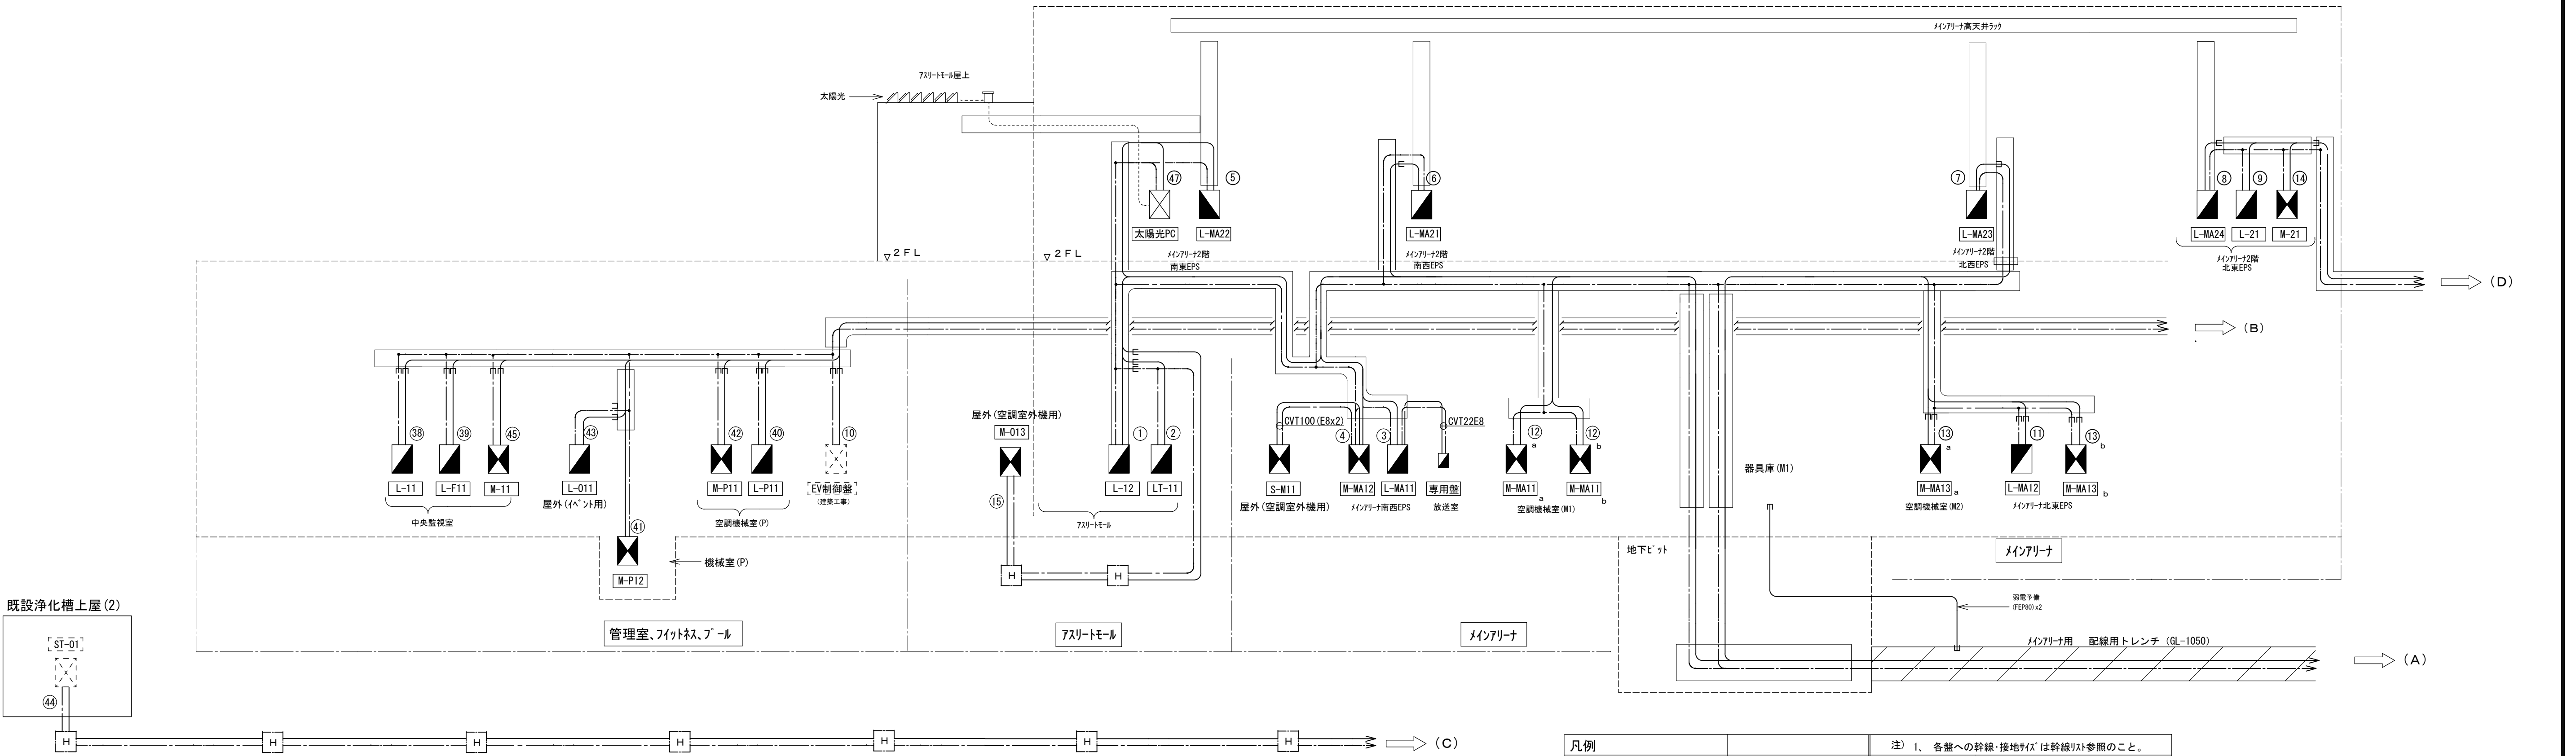 メインアリーナ高天井ラック
アスリートモール屋上
太陽光
㊼
⑤
⑥
⑦
⑧
⑨
⑭
太陽光PC
L-MA22
L-MA21
L-MA23
L-MA24
L-21
M-21
メインアリーナ2階
南東EPS
メインアリーナ2階
南西EPS
メインアリーナ2階
北西EPS
メインアリーナ2階
北東EPS
▽2FL
▽2FL
(D)
(B)
屋外(空調室外機用)
M-013
㊳
㊴
㊺
㊸
㊷
㊵
⑩
①
②
CVT100(E8x2)
④
③
CVT22E8
⑫
a
⑫
b
⑬
a
⑪
⑬
b
器具庫(M1)
L-11
L-F11
M-11
L-011
M-P11
L-P11
EV制御盤
(建築工事)
L-12
LT-11
S-M11
M-MA12
L-MA11
専用盤
M-MA11
a
M-MA11
b
M-MA13
a
L-MA12
M-MA13
b
中央監視室
屋外(イベント用)
空調機械室(P)
⑮
アスリートモール
屋外(空調室外機用)
メインアリーナ南西EPS
放送室
空調機械室(M1)
空調機械室(M2)
メインアリーナ北東EPS
㊶
M-P12
機械室(P)
H
H
地下ピット
メインアリーナ
弱電予備
(FEP80)x2
既設浄化槽上屋(2)
ST-01
㊹
管理室、フィットネス、プール
アスリートモール
メインアリーナ
メインアリーナ用 配線用トレンチ (GL-1050)
(A)
H
H
H
H
H
H
H
(C)
凡例
注) 1、 各盤への幹線・接地サイズは幹線リスト参照のこと。